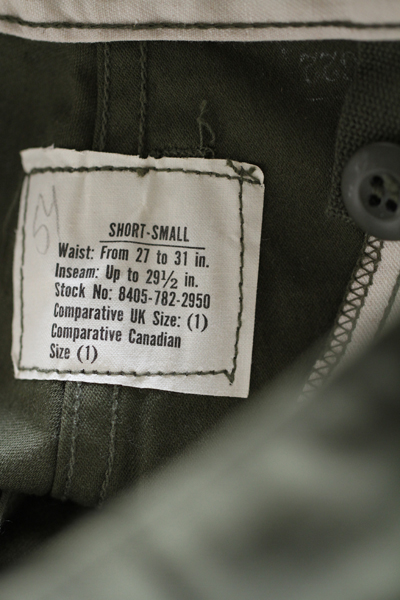 SHORT-SMALL
Waist: From 27 to 31 in.
Inseam: Up to 29½ in.
Stock No: 8405-782-2950
Comparative UK Size: (1)
Comparative Canadian
Size (1)